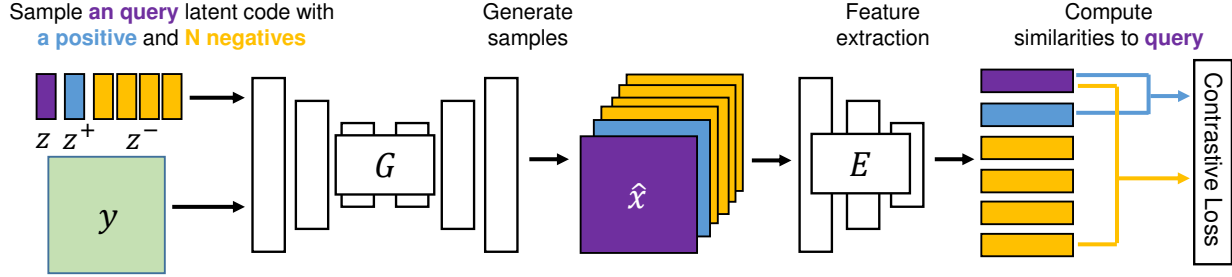 Sample an query latent code with
a positive and N negatives
Generate
samples
Feature
extraction
Compute
similarities to query
z z⁺ z⁻
y
G
x̂
E
Contrastive Loss